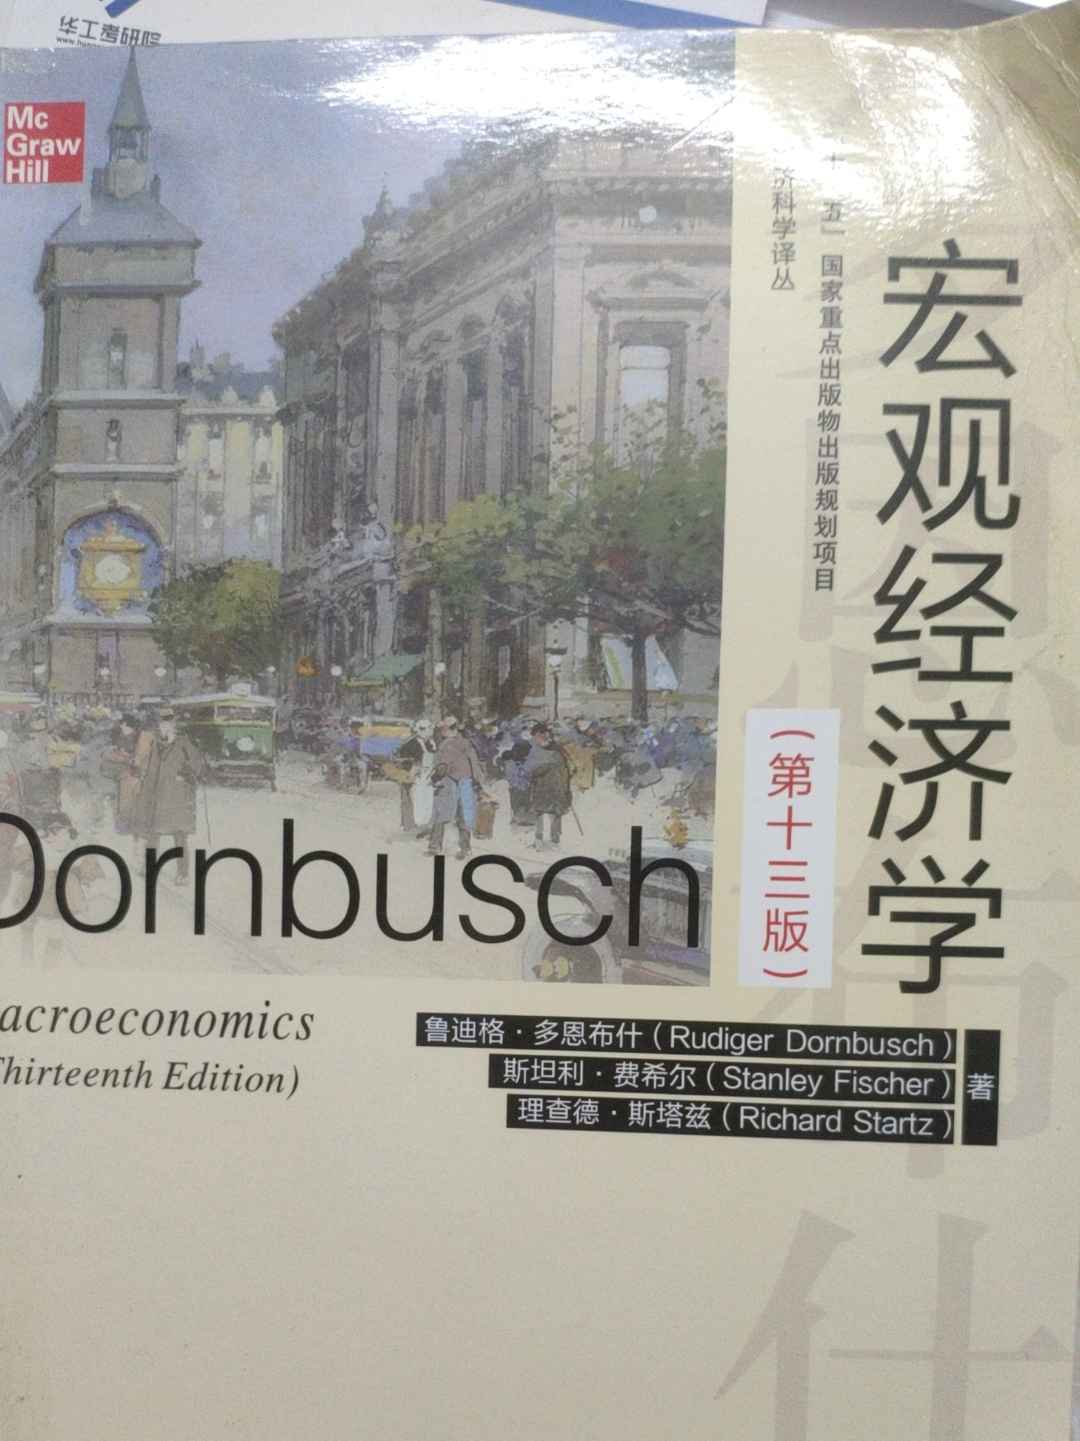 华工考研院
Mc
Graw
Hill
济科学译丛
国家重点出版物出版规划项目
宏观经济学
(第十三版)
Dornbusch
acroeconomics
Thirteenth Edition)
鲁迪格·多恩布什(Rudiger Dornbusch)
斯坦利·费希尔(Stanley Fischer)
理查德·斯塔兹(Richard Startz)
著